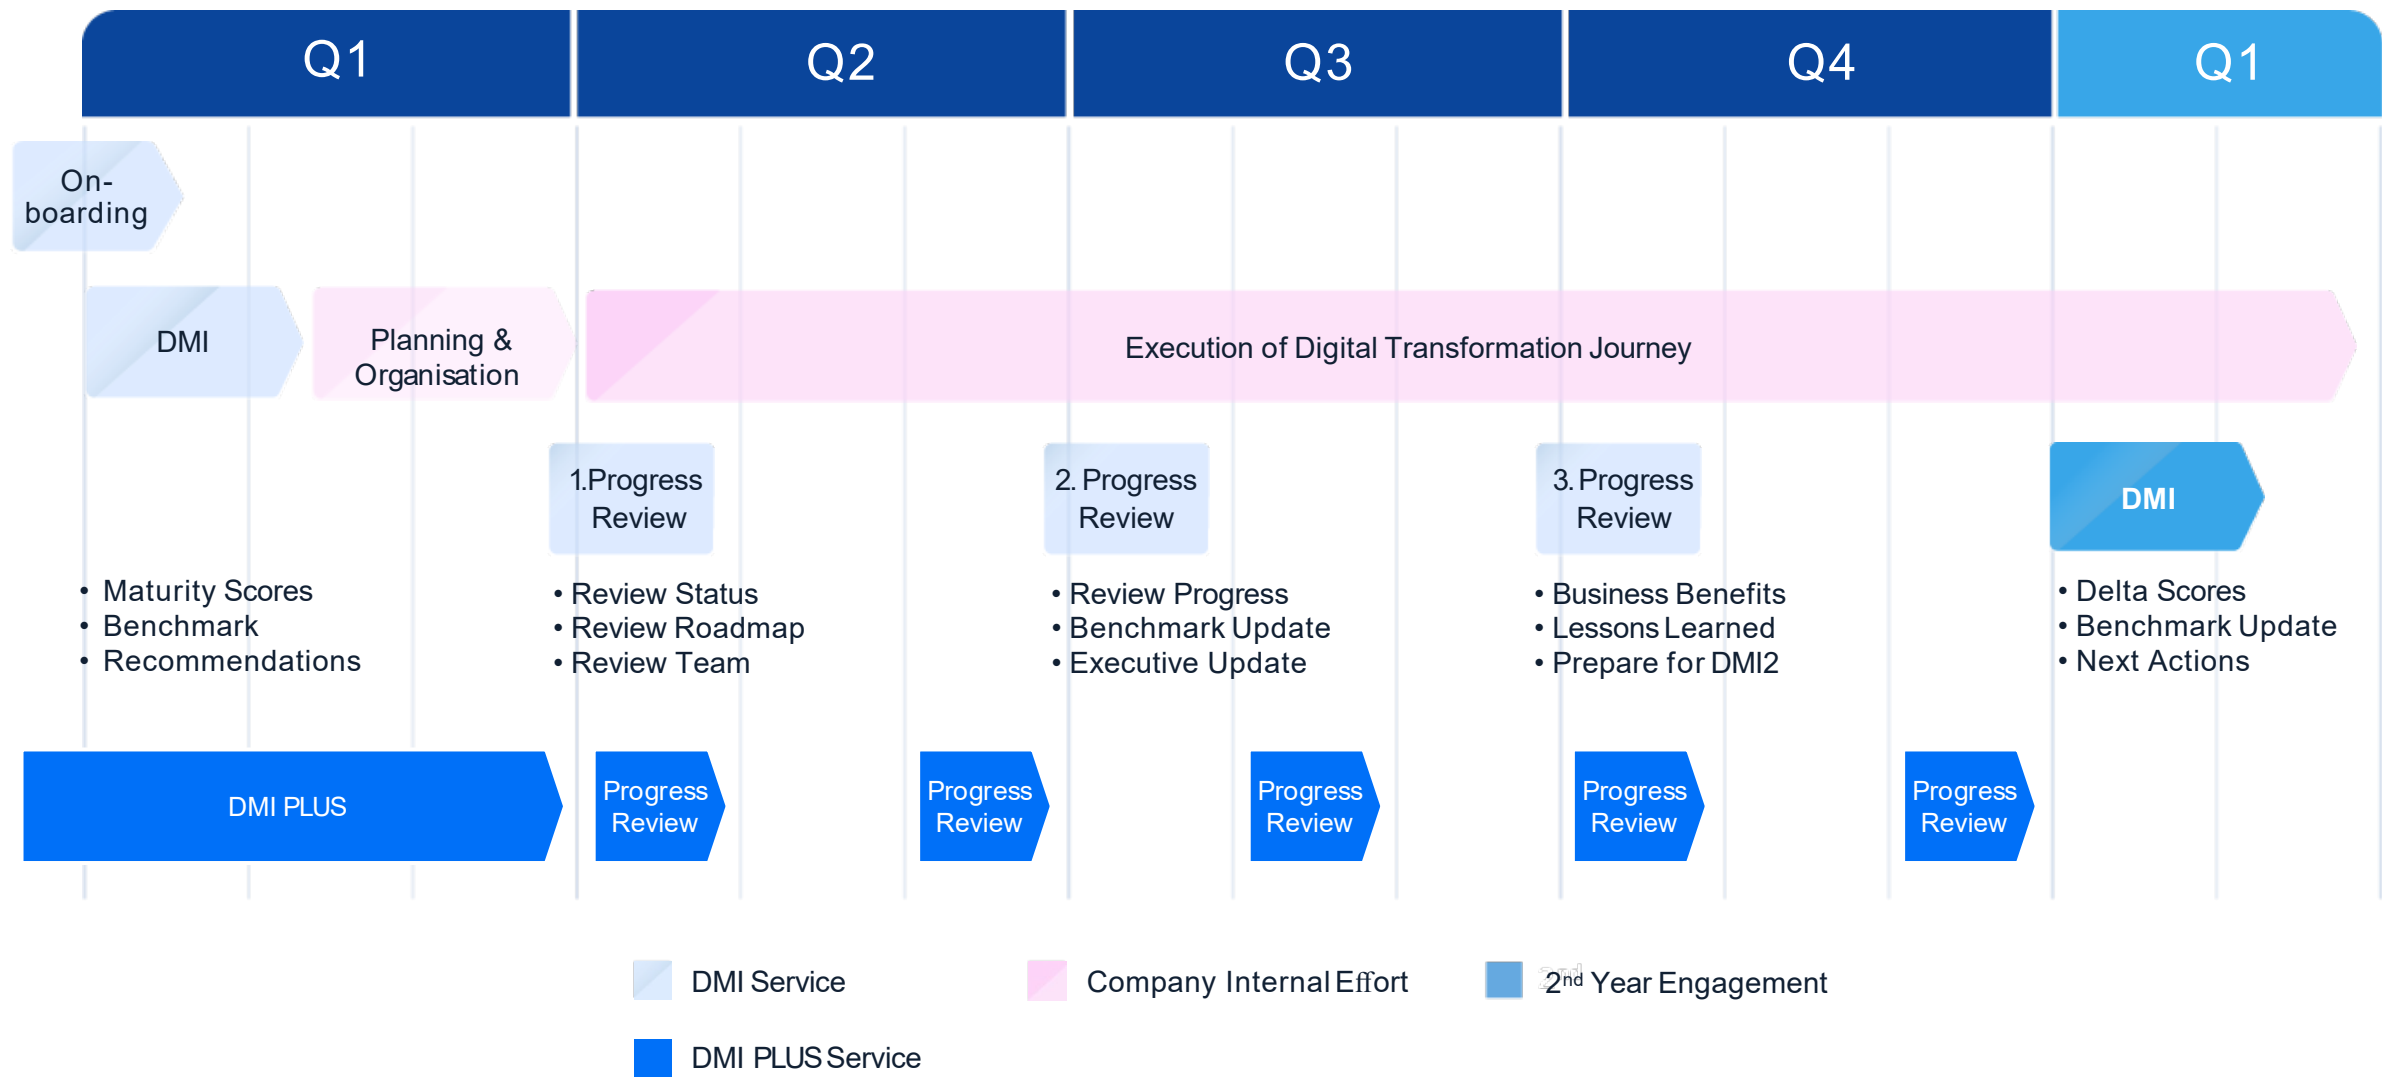 Q1
Q2
Q3
Q4
Q1
On-
boarding
DMI
Planning &
Organisation
Execution of Digital Transformation Journey
1.Progress
Review
2. Progress
Review
3. Progress
Review
DMI
• Maturity Scores
• Benchmark
• Recommendations
• Review Status
• Review Roadmap
• Review Team
• Review Progress
• Benchmark Update
• Executive Update
• Business Benefits
• Lessons Learned
• Prepare for DMI2
• Delta Scores
• Benchmark Update
• Next Actions
DMI PLUS
Progress
Review
Progress
Review
Progress
Review
Progress
Review
Progress
Review
DMI Service
Company Internal Effort
2nd Year Engagement
DMI PLUS Service